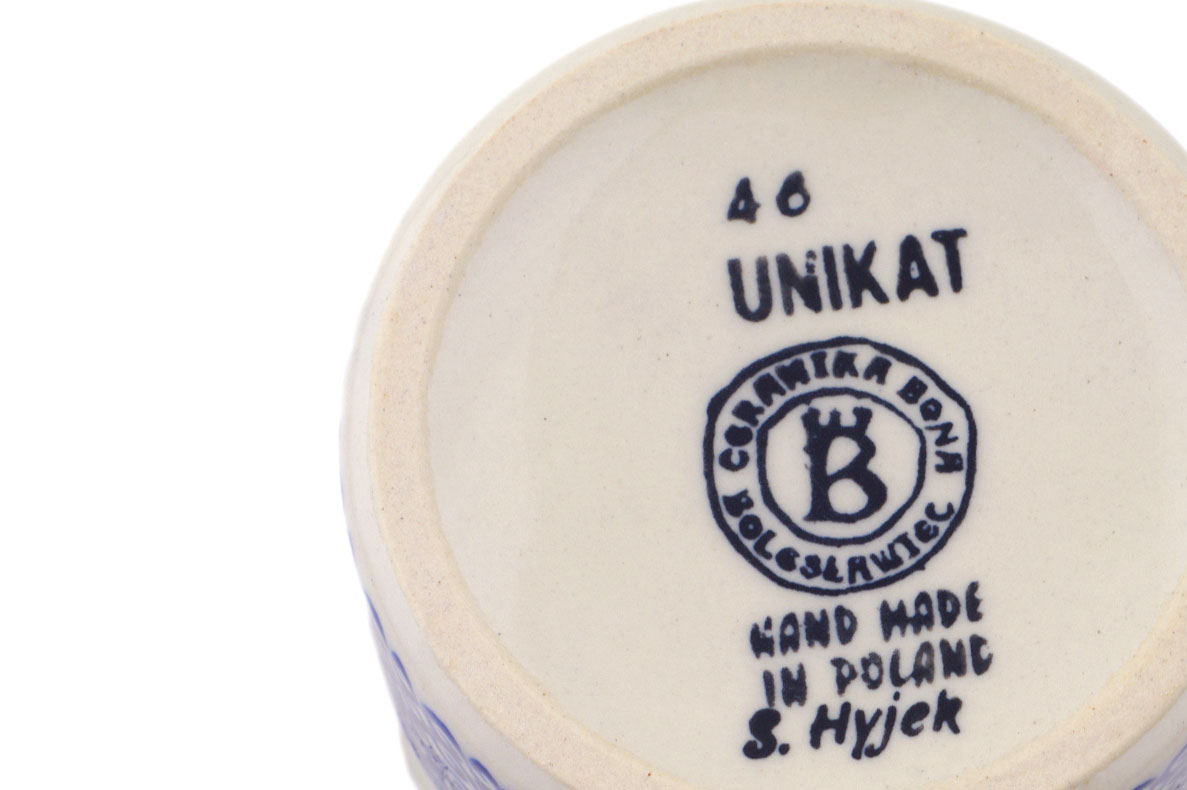 46
UNIKAT
CERAMIKA BONA
B
BOLESŁAWIEC
HAND MADE
IN POLAND
S. Hyjek